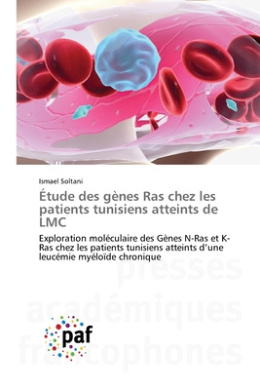 Ismael Soltani
Étude des gènes Ras chez les
patients tunisiens atteints de
LMC
Exploration moléculaire des Gènes N-Ras et K-
Ras chez les patients tunisiens atteints d'une
leucémie myéloïde chronique
presses
académiques
francophones
paf